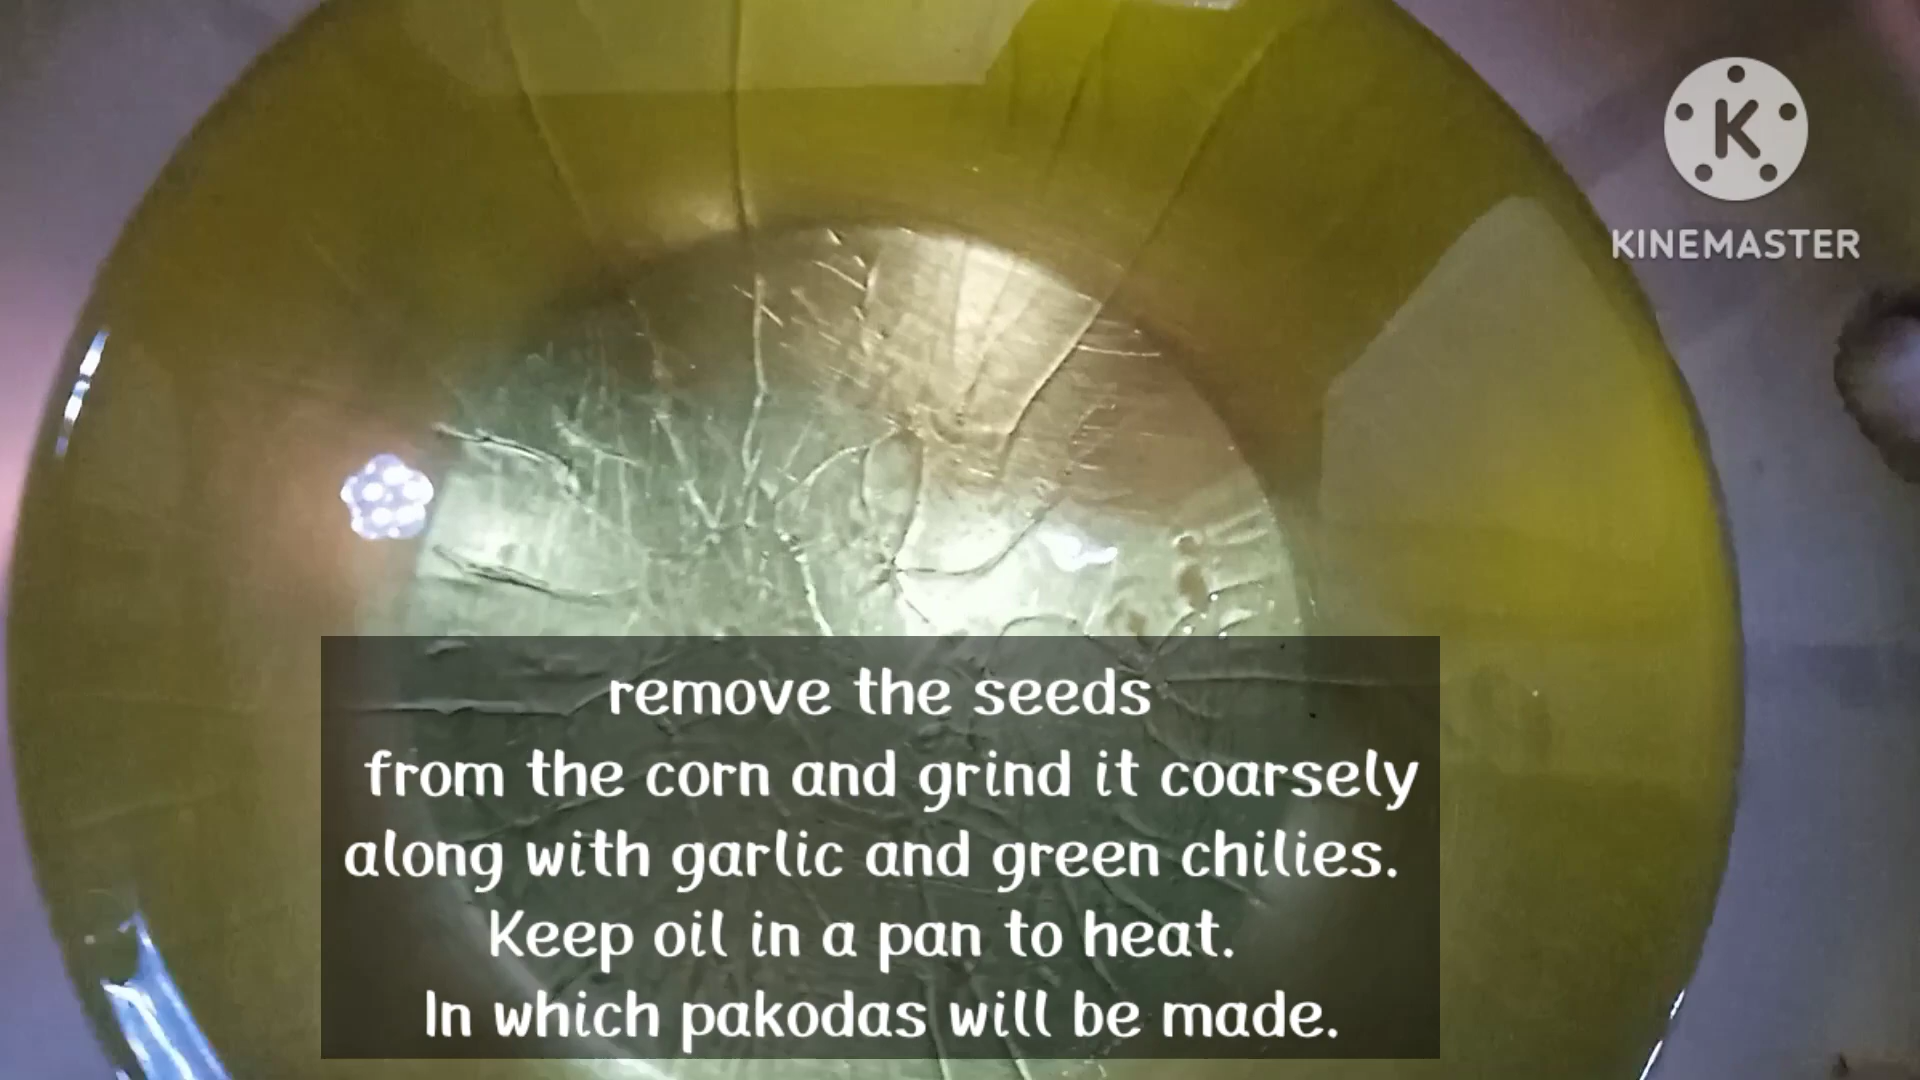 K
KINEMASTER
remove the seeds
from the corn and grind it coarsely
along with garlic and green chilies.
Keep oil in a pan to heat.
In which pakodas will be made.